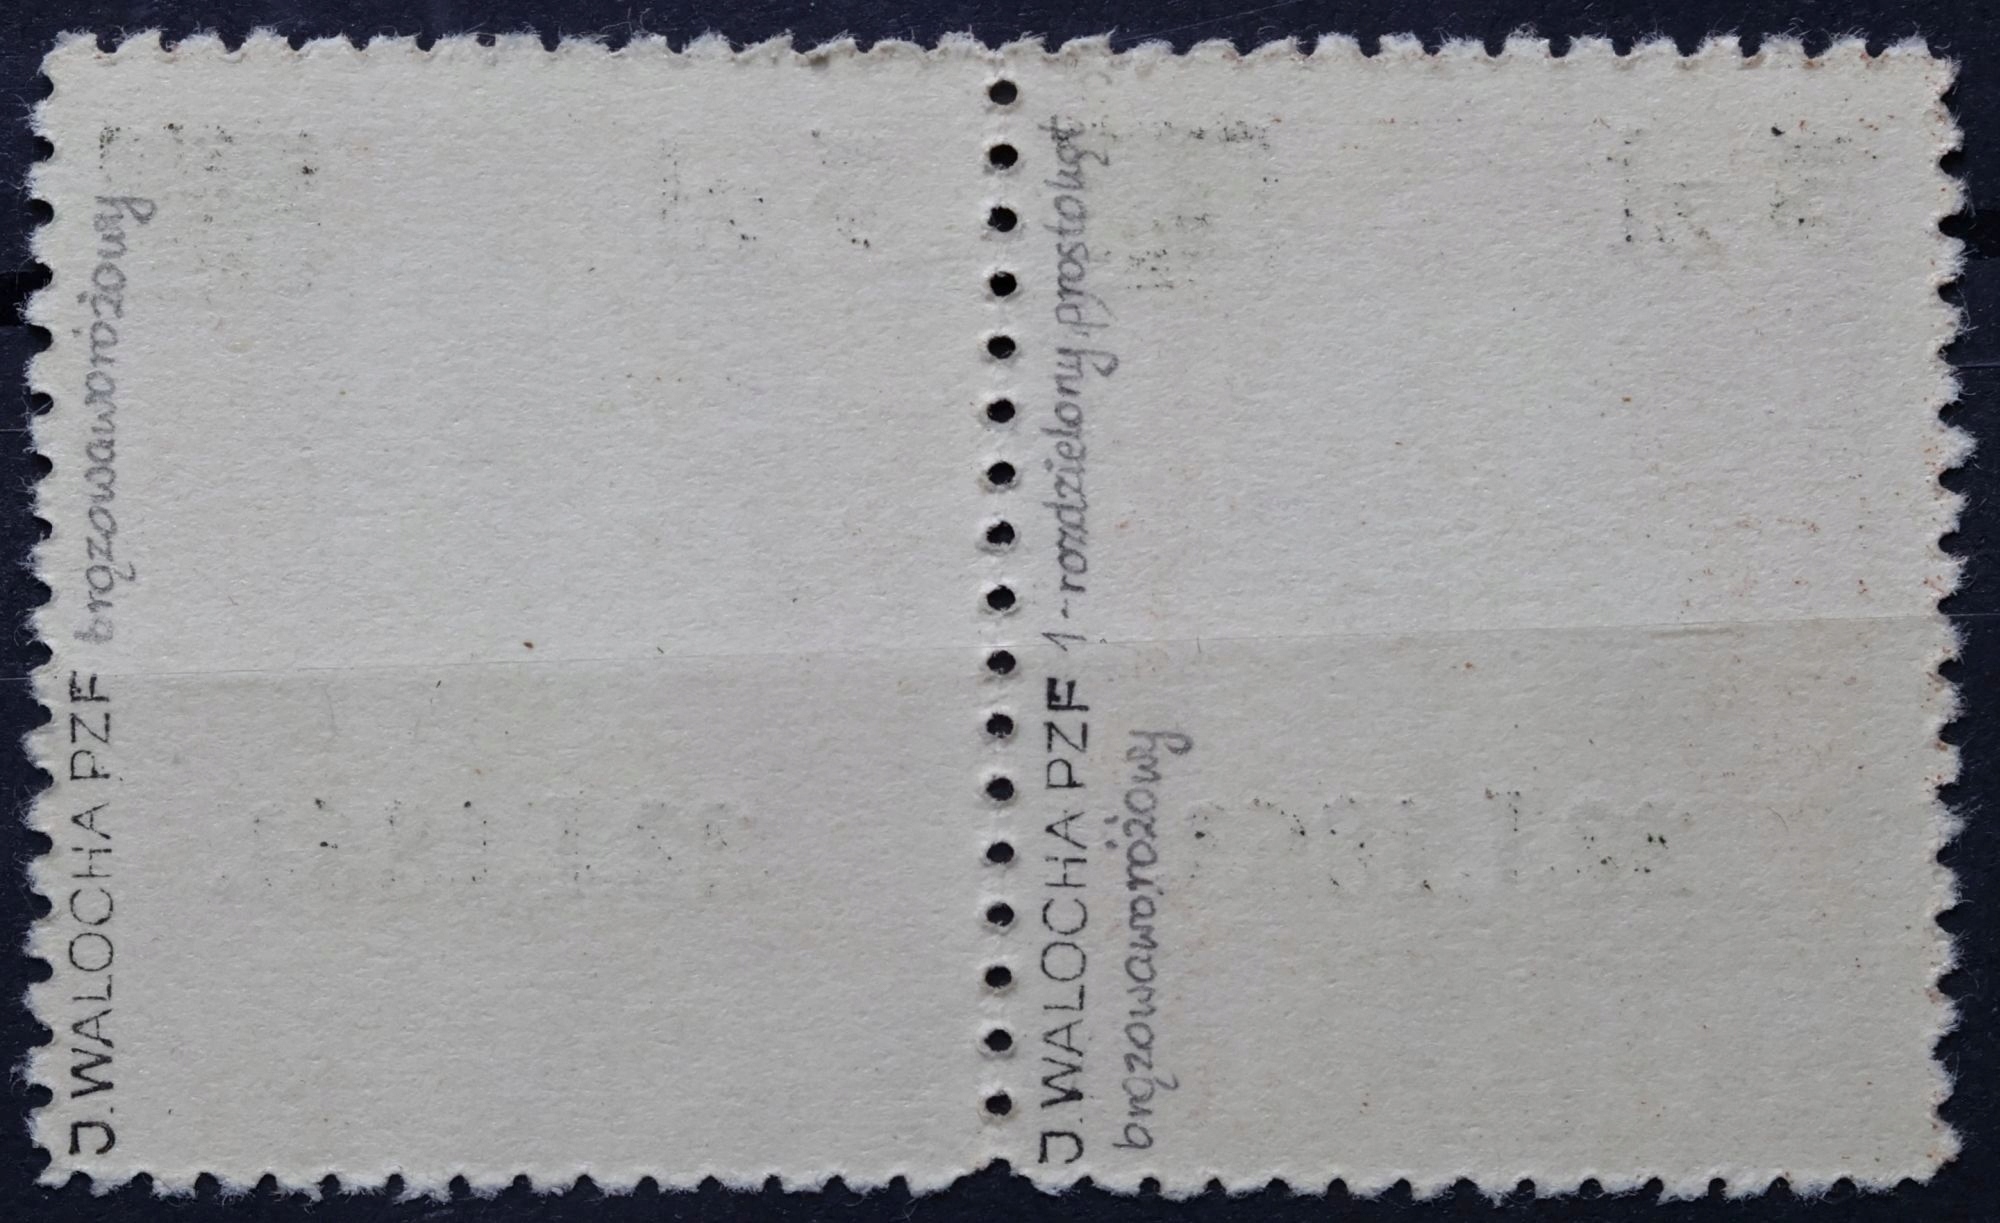 J. WALOCHA PZF brązowaworóżowy
J. WALOCHA PZF 1-rozdzielony prostokąt
brązowaworóżowy